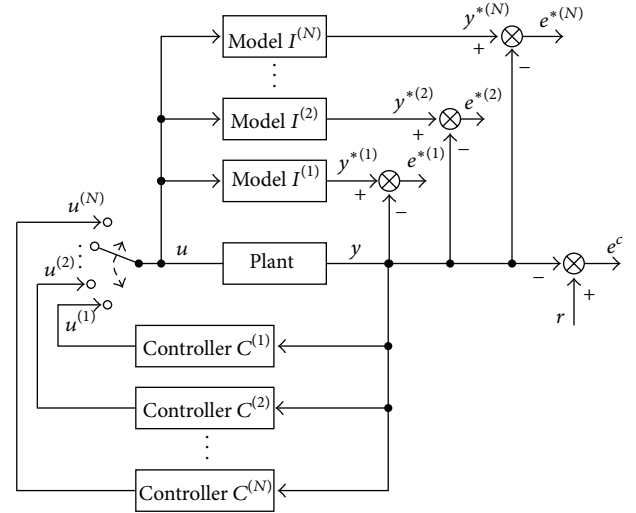 y*(N)
e*(N)
Model I(N)
+
−
⋮
y*(2)
e*(2)
Model I(2)
+
−
y*(1)
e*(1)
Model I(1)
+
−
u(N)
⋮
u(2)
u(1)
u
Plant
y
−
e^c
+
r
Controller C(1)
Controller C(2)
⋮
Controller C(N)